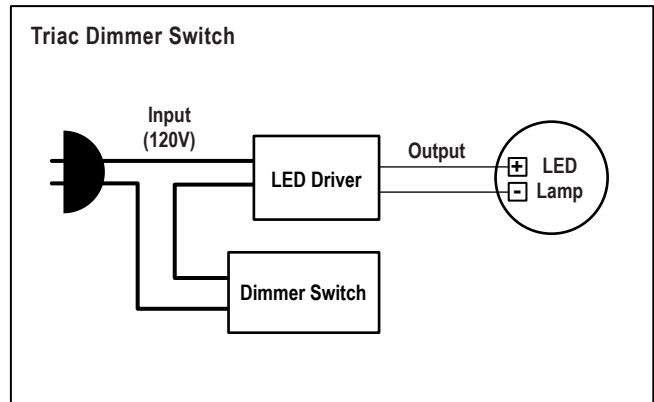 Triac Dimmer Switch
Input
(120V)
LED Driver
Output
+ LED
- Lamp
Dimmer Switch